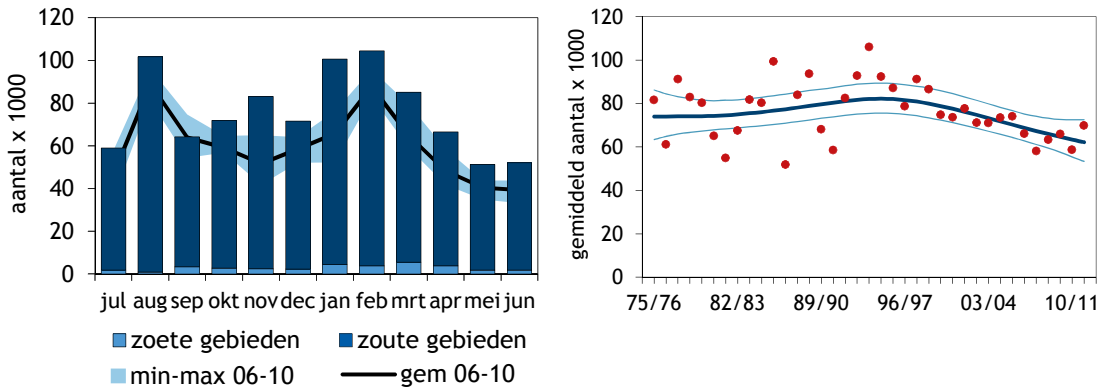 aantal x 1000
120
100
80
60
40
20
0
jul aug sep okt nov dec jan feb mrt apr mei jun
zoete gebieden
zoute gebieden
min-max 06-10
gem 06-10
gemiddeld aantal x 1000
120
100
80
60
40
20
0
75/76 82/83 89/90 96/97 03/04 10/11